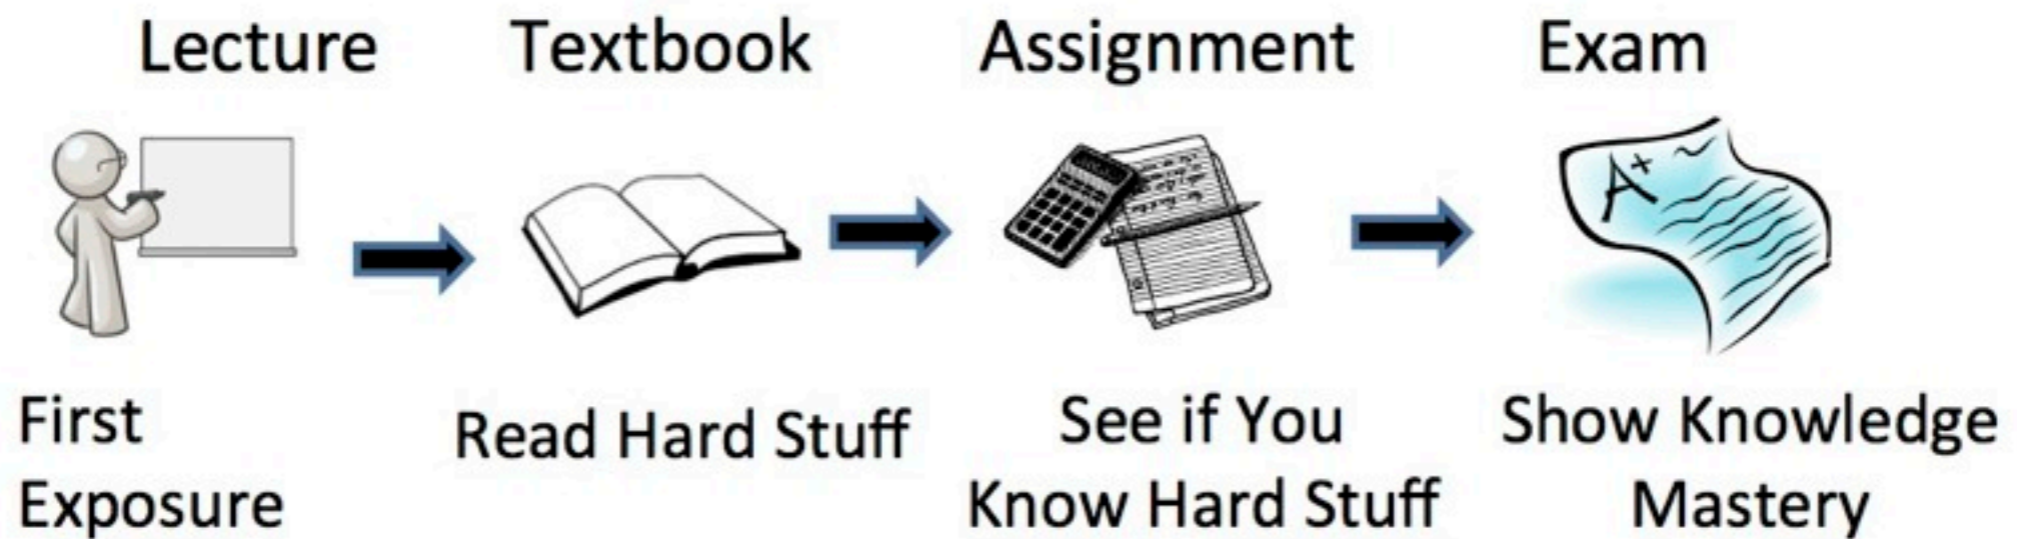 Lecture
Textbook
Assignment
Exam
A+
First
Exposure
Read Hard Stuff
See if You
Know Hard Stuff
Show Knowledge
Mastery